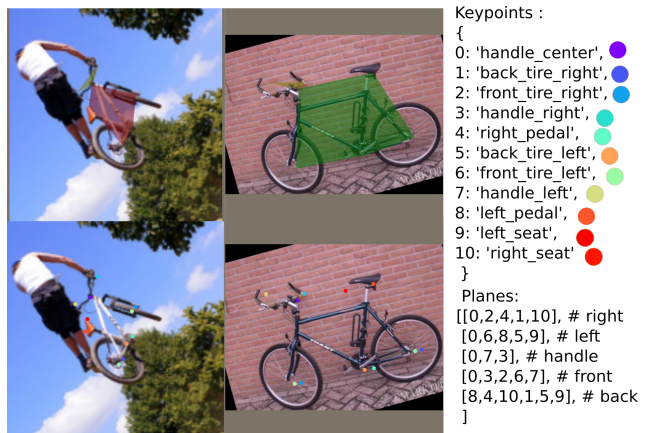 Keypoints :
{
0: 'handle_center',
1: 'back_tire_right',
2: 'front_tire_right',
3: 'handle_right',
4: 'right_pedal',
5: 'back_tire_left',
6: 'front_tire_left',
7: 'handle_left',
8: 'left_pedal',
9: 'left_seat',
10: 'right_seat'
}
Planes:
[[0,2,4,1,10], # right
[0,6,8,5,9], # left
[0,7,3], # handle
[0,3,2,6,7], # front
[8,4,10,1,5,9], # back
]